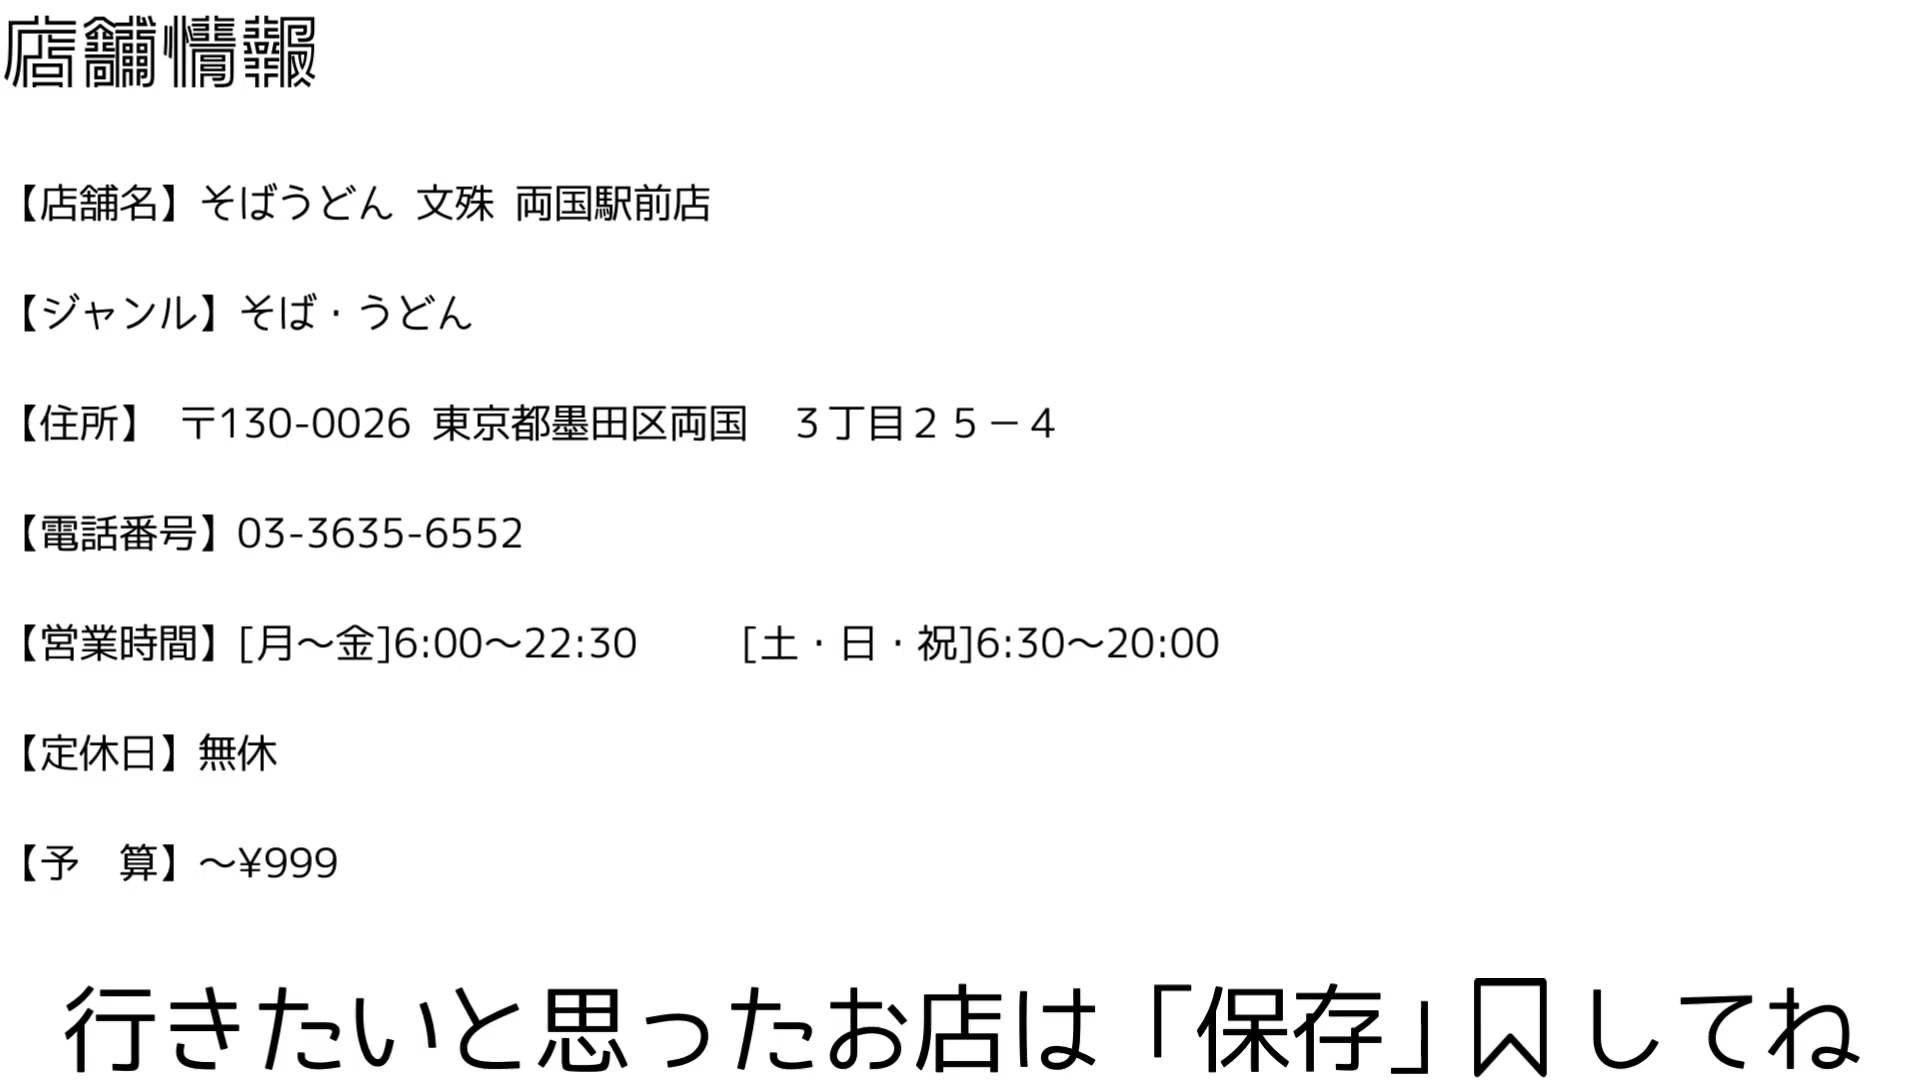 店舗情報
【店舗名】そばうどん 文殊 両国駅前店
【ジャンル】そば・うどん
【住所】 〒130-0026 東京都墨田区両国　３丁目２５－４
【電話番号】03-3635-6552
【営業時間】[月～金]6:00～22:30　　[土・日・祝]6:30～20:00
【定休日】無休
【予　算】～¥999
行きたいと思ったお店は「保存」してね